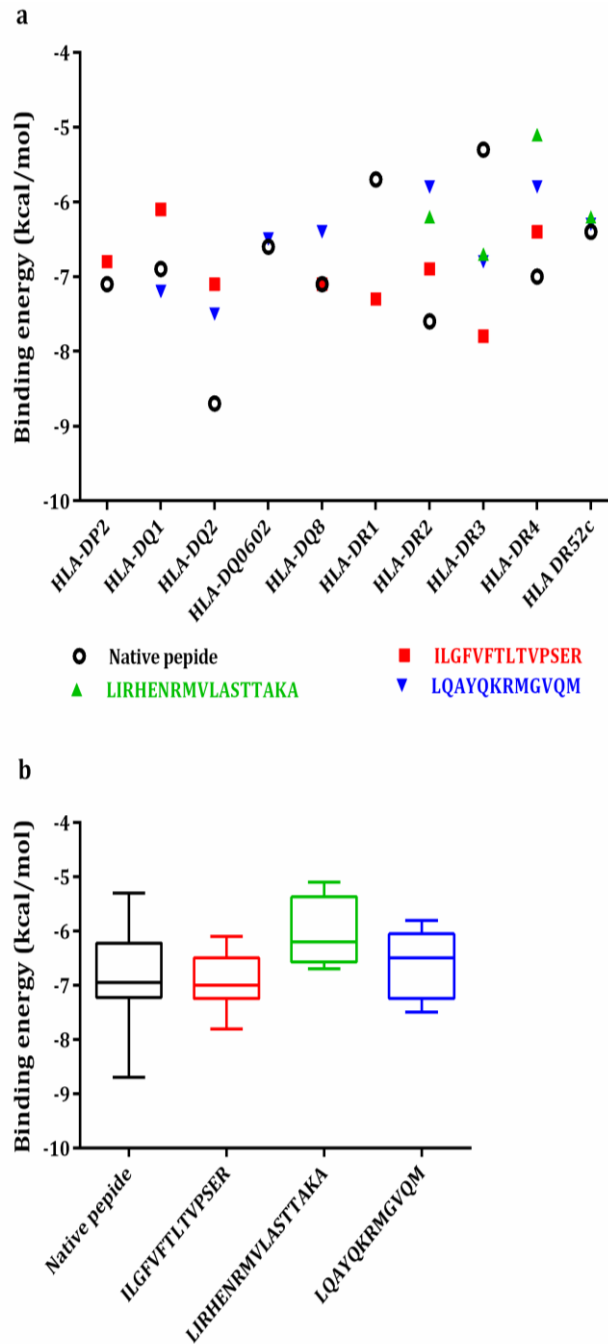 a
Binding energy (kcal/mol)
-4
-5
-6
-7
-8
-9
-10
HLA-DP2
HLA-DQ1
HLA-DQ2
HLA-DQ0602
HLA-DQ8
HLA-DR1
HLA-DR2
HLA-DR3
HLA-DR4
HLA DR52c
Native pepide
ILGFVFTLTVPSER
LIRHENRMVLASTTAKA
LQAYQKRMGVQM
b
Binding energy (kcal/mol)
-4
-5
-6
-7
-8
-9
-10
Native pepide
ILGFVFTLTVPSER
LIRHENRMVLASTTAKA
LQAYQKRMGVQM